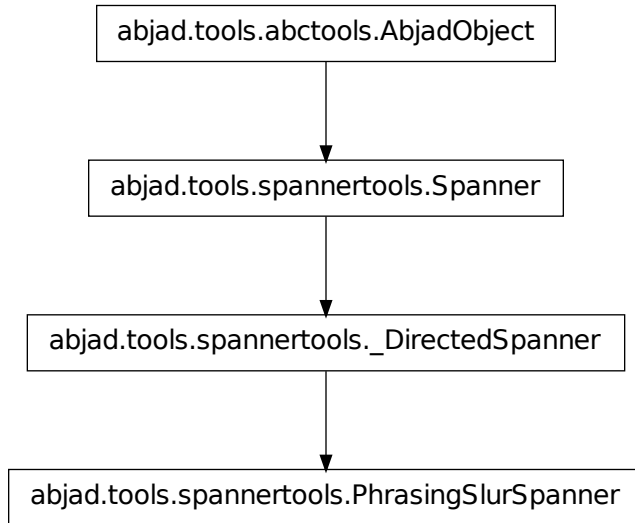 abjad.tools.abctools.AbjadObject
abjad.tools.spannertools.Spanner
abjad.tools.spannertools._DirectedSpanner
abjad.tools.spannertools.PhrasingSlurSpanner